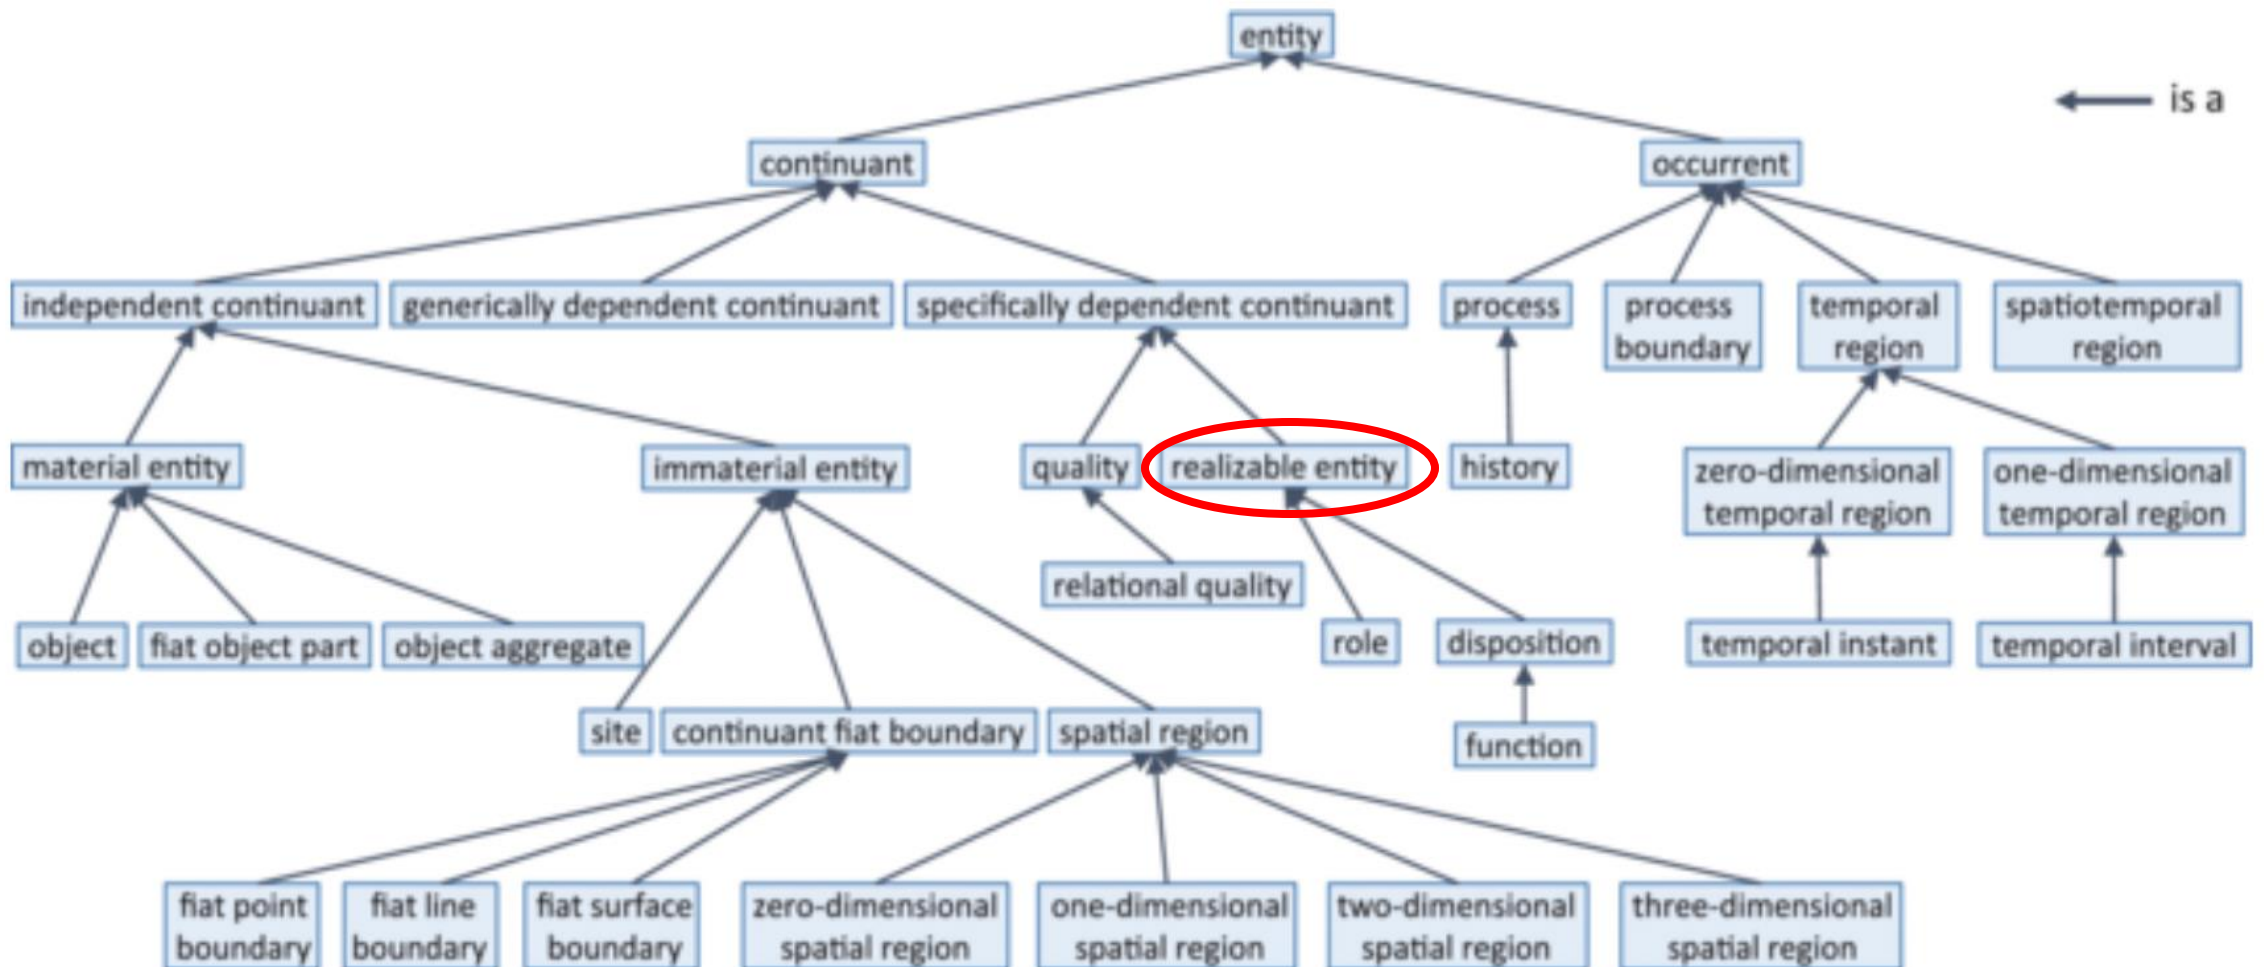 entity
is a
continuant
occurrent
independent continuant
generically dependent continuant
specifically dependent continuant
process
process
boundary
temporal
region
spatiotemporal
region
material entity
immaterial entity
quality
realizable entity
history
zero-dimensional
temporal region
one-dimensional
temporal region
relational quality
object
fiat object part
object aggregate
role
disposition
temporal instant
temporal interval
site
continuant fiat boundary
spatial region
function
fiat point
boundary
fiat line
boundary
fiat surface
boundary
zero-dimensional
spatial region
one-dimensional
spatial region
two-dimensional
spatial region
three-dimensional
spatial region